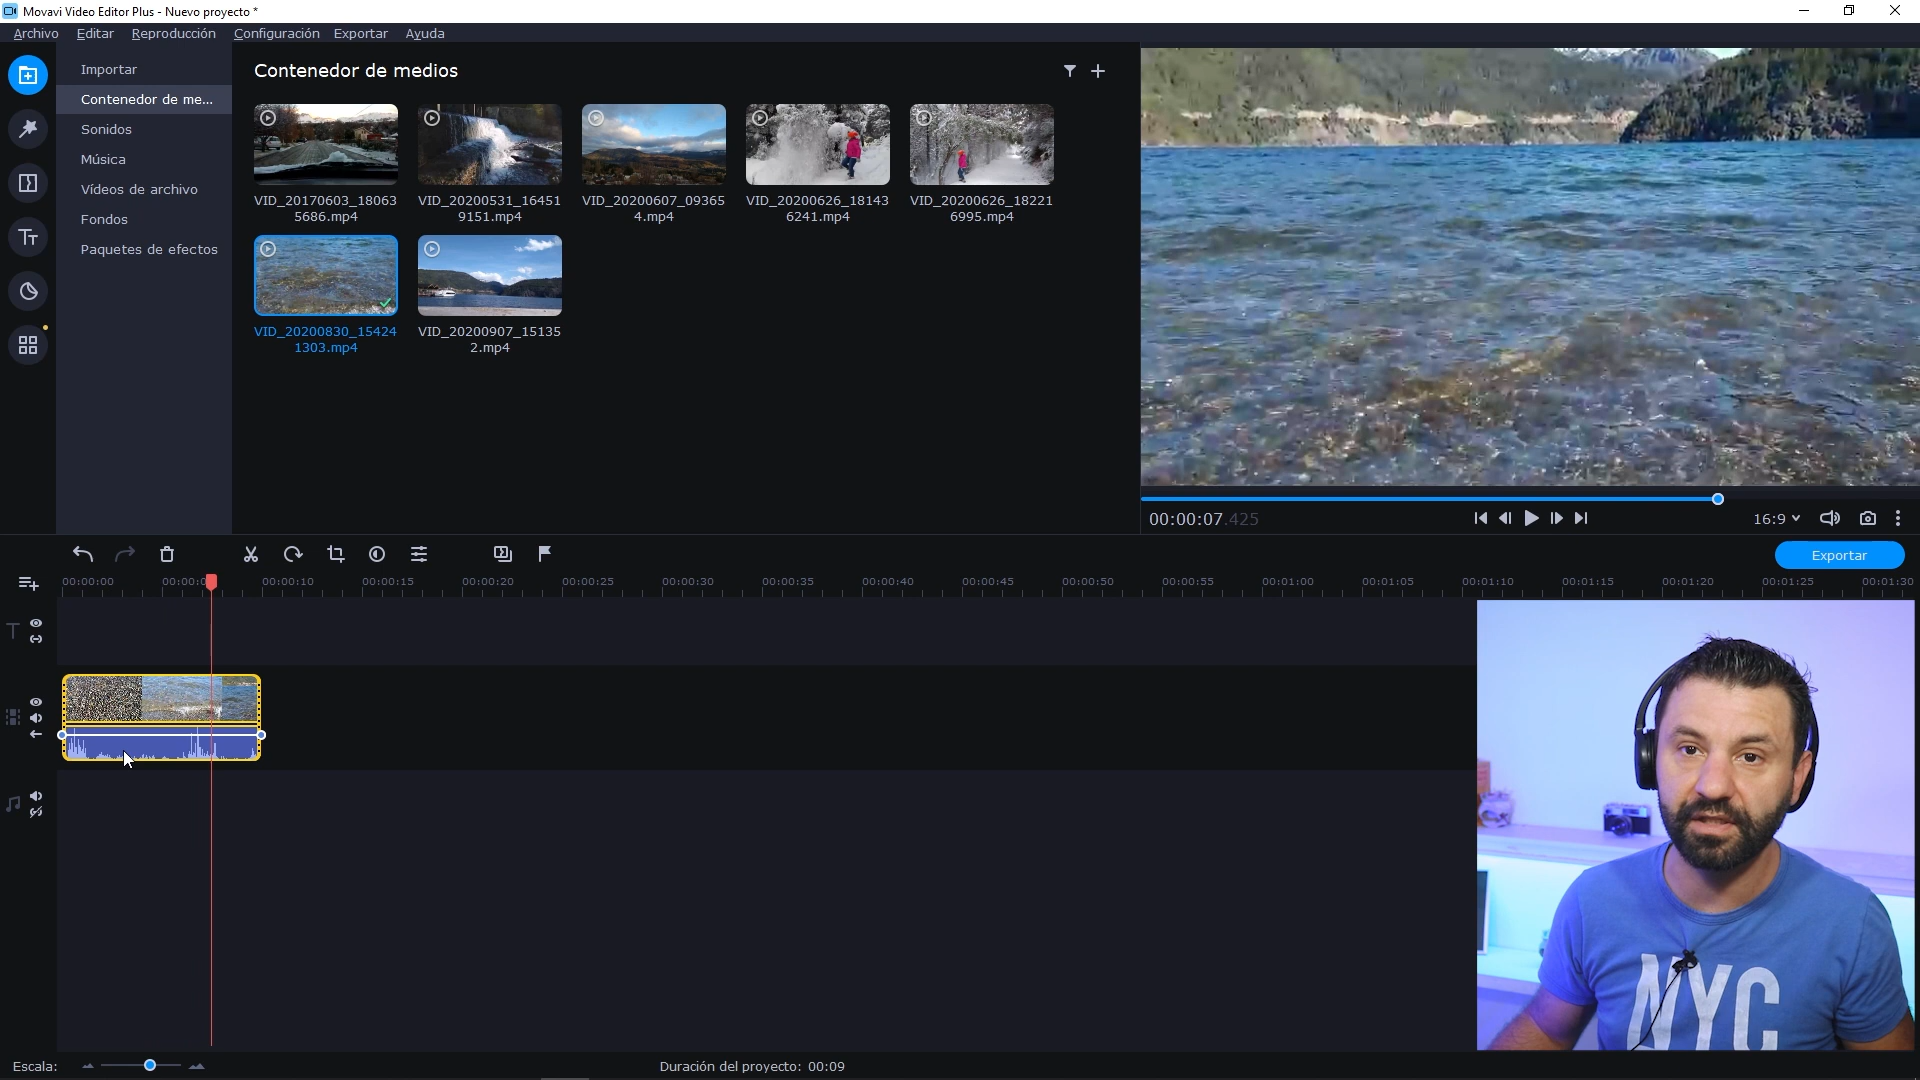 Movavi Video Editor Plus - Nuevo proyecto *
Archivo Editar Reproducción Configuración Exportar Ayuda
Importar
Contenedor de me...
Sonidos
Música
Vídeos de archivo
Fondos
Paquetes de efectos
Contenedor de medios
VID_20170603_18063
5686.mp4
VID_20200531_16451
9151.mp4
VID_20200607_09365
4.mp4
VID_20200626_18143
6241.mp4
VID_20200626_18221
6995.mp4
VID_20200830_15424
1303.mp4
VID_20200907_15135
2.mp4
00:00:07.425
16:9
Exportar
00:00:00 00:00:0 00:00:10 00:00:15 00:00:20 00:00:25 00:00:30 00:00:35 00:00:40 00:00:45 00:00:50 00:00:55 00:01:00 00:01:05 00:01:10 00:01:15 00:01:20 00:01:25 00:01:30
NYC
Escala:
Duración del proyecto: 00:09